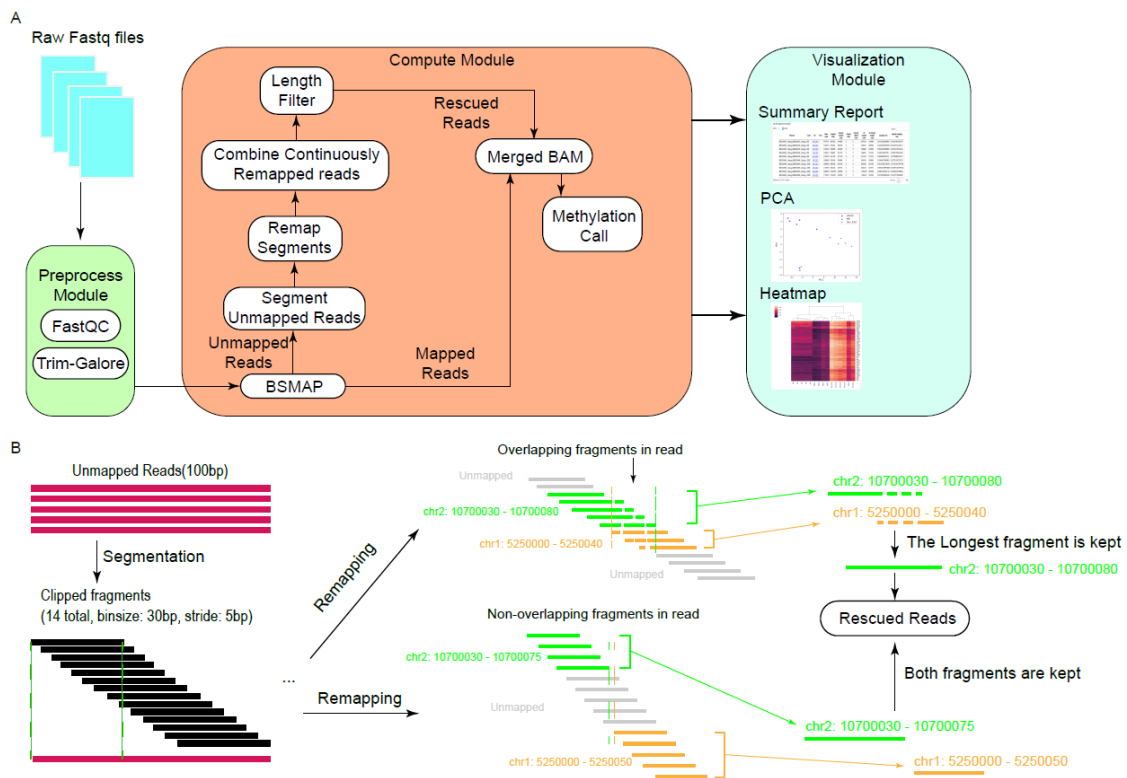 A
Raw Fastq files
Preprocess
Module
FastQC
Trim-Galore
Compute Module
Length
Filter
Rescued
Reads
Combine Continuously
Remapped reads
Merged BAM
Remap
Segments
Methylation
Call
Segment
Unmapped Reads
Unmapped
Reads
Mapped
Reads
BSMAP
Visualization
Module
Summary Report
PCA
Heatmap
B
Unmapped Reads(100bp)
Segmentation
Clipped fragments
(14 total, binsize: 30bp, stride: 5bp)
...
Remapping
Remapping
Overlapping fragments in read
Unmapped
chr2: 10700030 - 10700080
chr1: 5250000 - 5250040
Unmapped
Non-overlapping fragments in read
chr2: 10700030 - 10700075
Unmapped
chr1: 5250000 - 5250050
chr2: 10700030 - 10700080
chr1: 5250000 - 5250040
The Longest fragment is kept
chr2: 10700030 - 10700080
Rescued Reads
Both fragments are kept
chr2: 10700030 - 10700075
chr1: 5250000 - 5250050